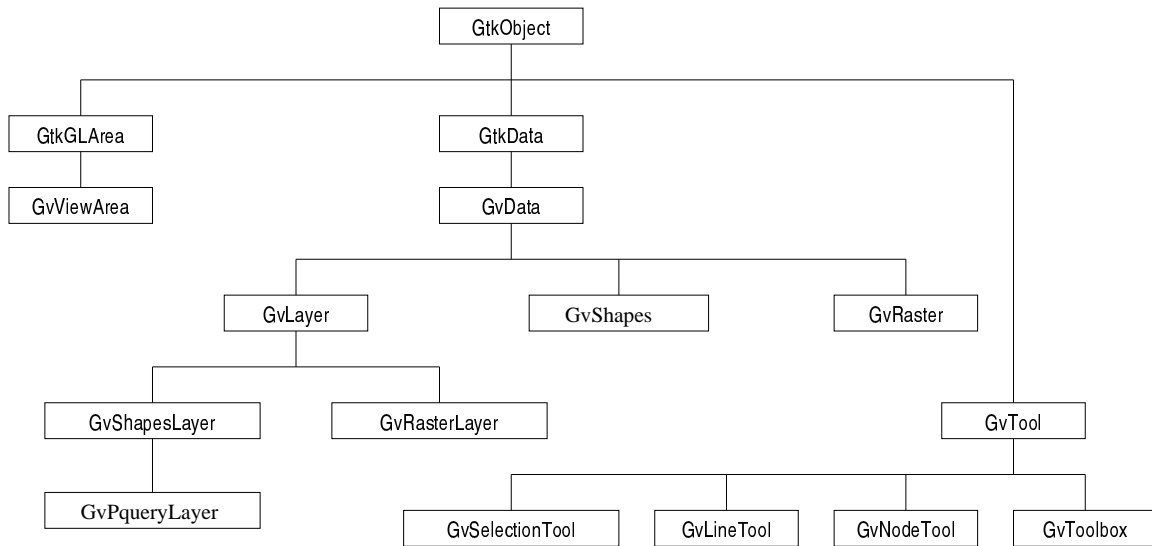 GtkObject
GtkGLArea
GtkData
GvViewArea
GvData
GvLayer
GvShapes
GvRaster
GvShapesLayer
GvRasterLayer
GvTool
GvPqueryLayer
GvSelectionTool
GvLineTool
GvNodeTool
GvToolbox